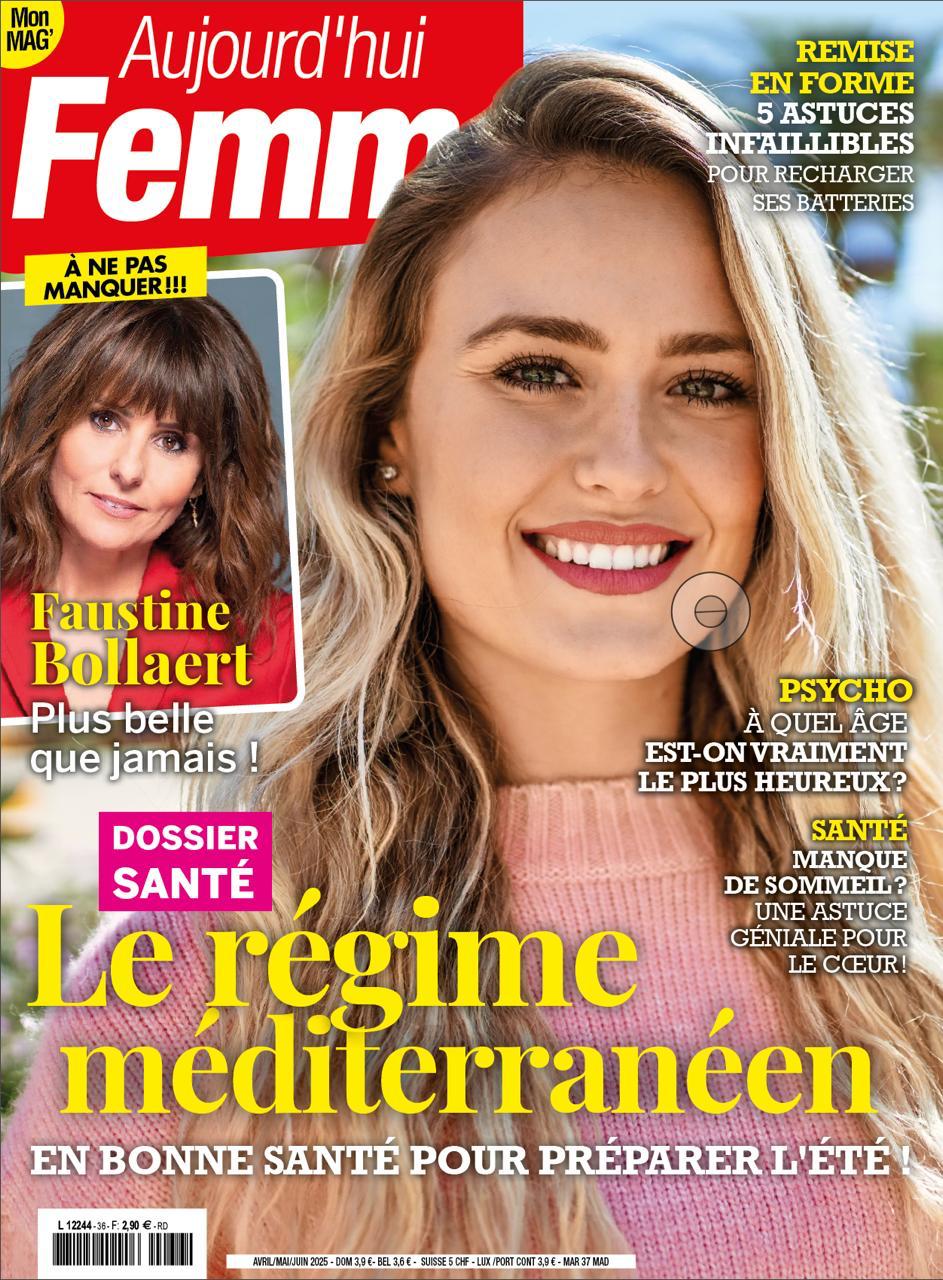 Mon
MAG'
Aujourd'hui
Femm
REMISE
EN FORME
5 ASTUCES
INFAILLIBLES
POUR RECHARGER
SES BATTERIES
À NE PAS
MANQUER!!!
Faustine
Bollaert
Plus belle
que jamais !
PSYCHO
À QUEL ÂGE
EST-ON VRAIMENT
LE PLUS HEUREUX?
SANTÉ
MANQUE
DE SOMMEIL?
UNE ASTUCE
GÉNIALE POUR
LE CŒUR!
DOSSIER
SANTÉ
Le régime
méditerranéen
EN BONNE SANTÉ POUR PRÉPARER L'ÉTÉ !
L 12244 - 36 - F: 2,90 € - RD
AVRIL/MAI/JUIN 2025 - DOM 3,9 € - BEL 3,6 € - SUISSE 5 CHF - LUX /PORT CONT 3,9 € - MAR 37 MAD